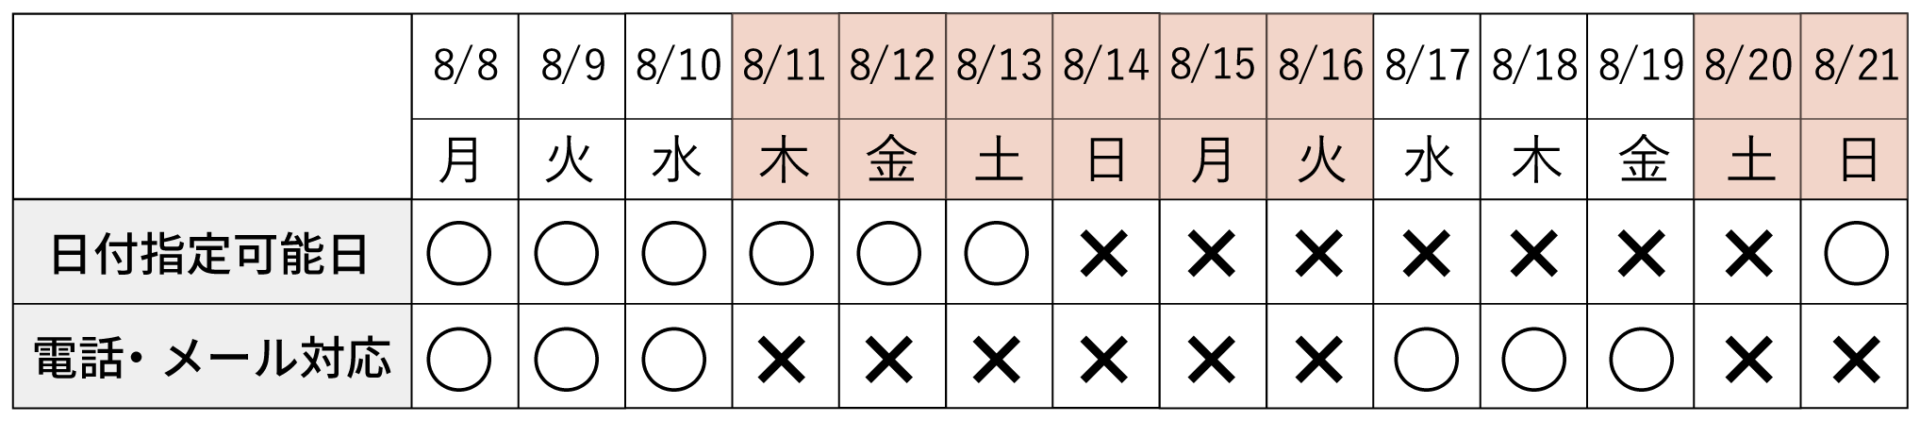 8/8 8/9 8/10 8/11 8/12 8/13 8/14 8/15 8/16 8/17 8/18 8/19 8/20 8/21
月 火 水 木 金 土 日 月 火 水 木 金 土 日
日付指定可能日 ○ ○ ○ ○ ○ ○ × × × × × × × ○
電話・メール対応 ○ ○ ○ × × × × × × ○ ○ ○ × ×